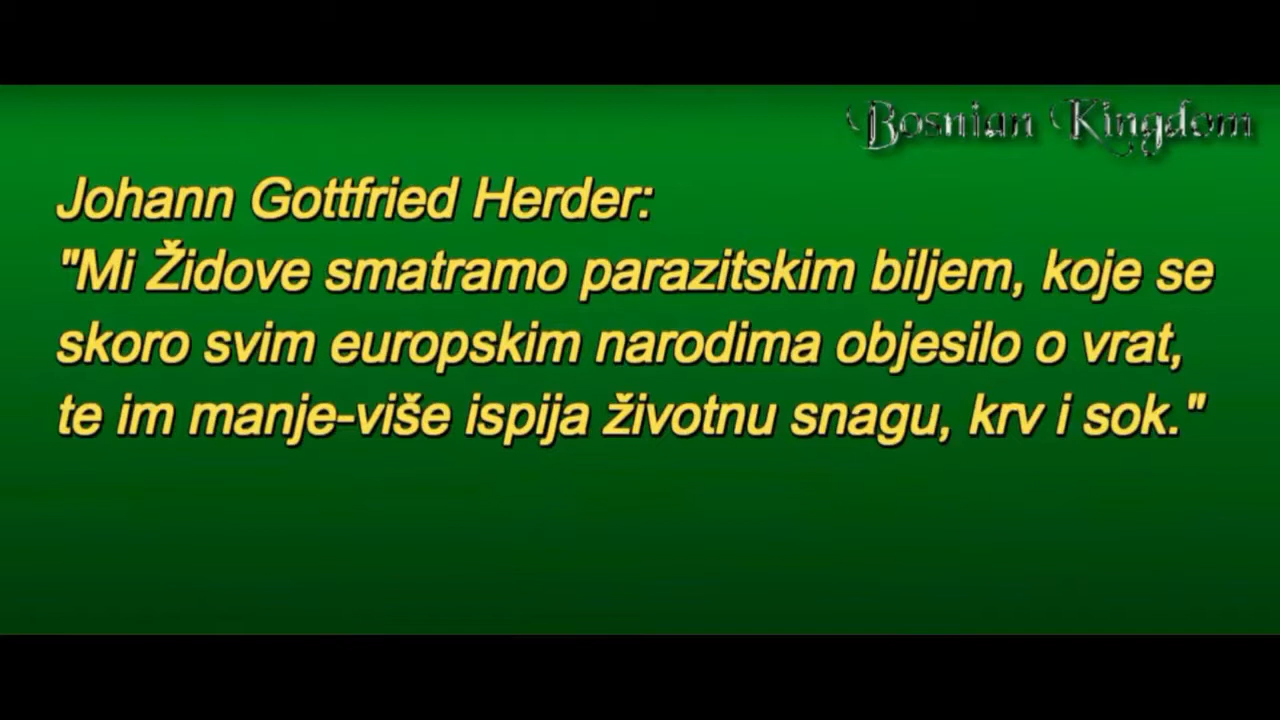 Bosnian Kingdom
Johann Gottfried Herder:
"Mi Židove smatramo parazitskim biljem, koje se
skoro svim europskim narodima objesilo o vrat,
te im manje-više ispija životnu snagu, krv i sok."